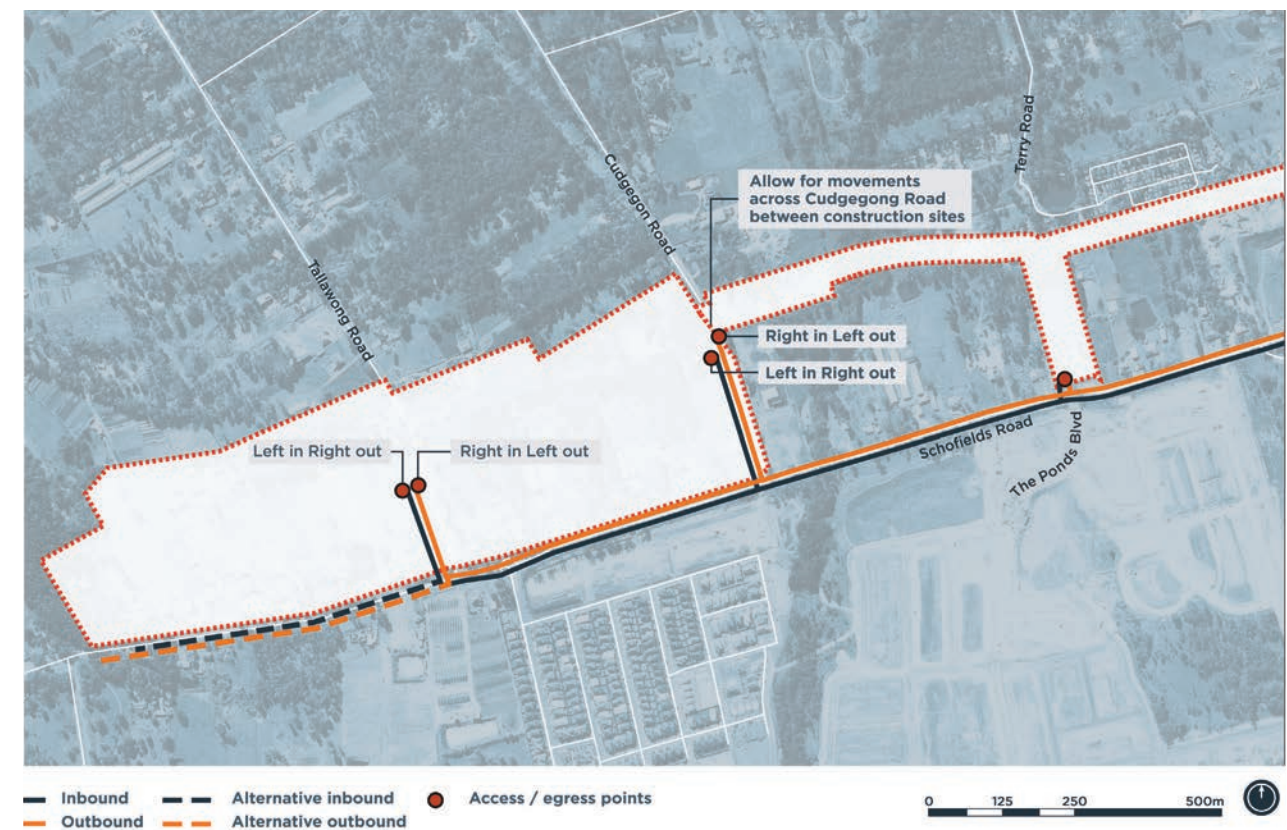 Terry Road
Cudgegon Road
Allow for movements
across Cudgegong Road
between construction sites
Tallawong Road
Right in Left out
Left in Right out
Left in Right out
Right in Left out
Schofields Road
The Ponds Blvd
Inbound
Alternative inbound
Access / egress points
Outbound
Alternative outbound
0 125 250 500m